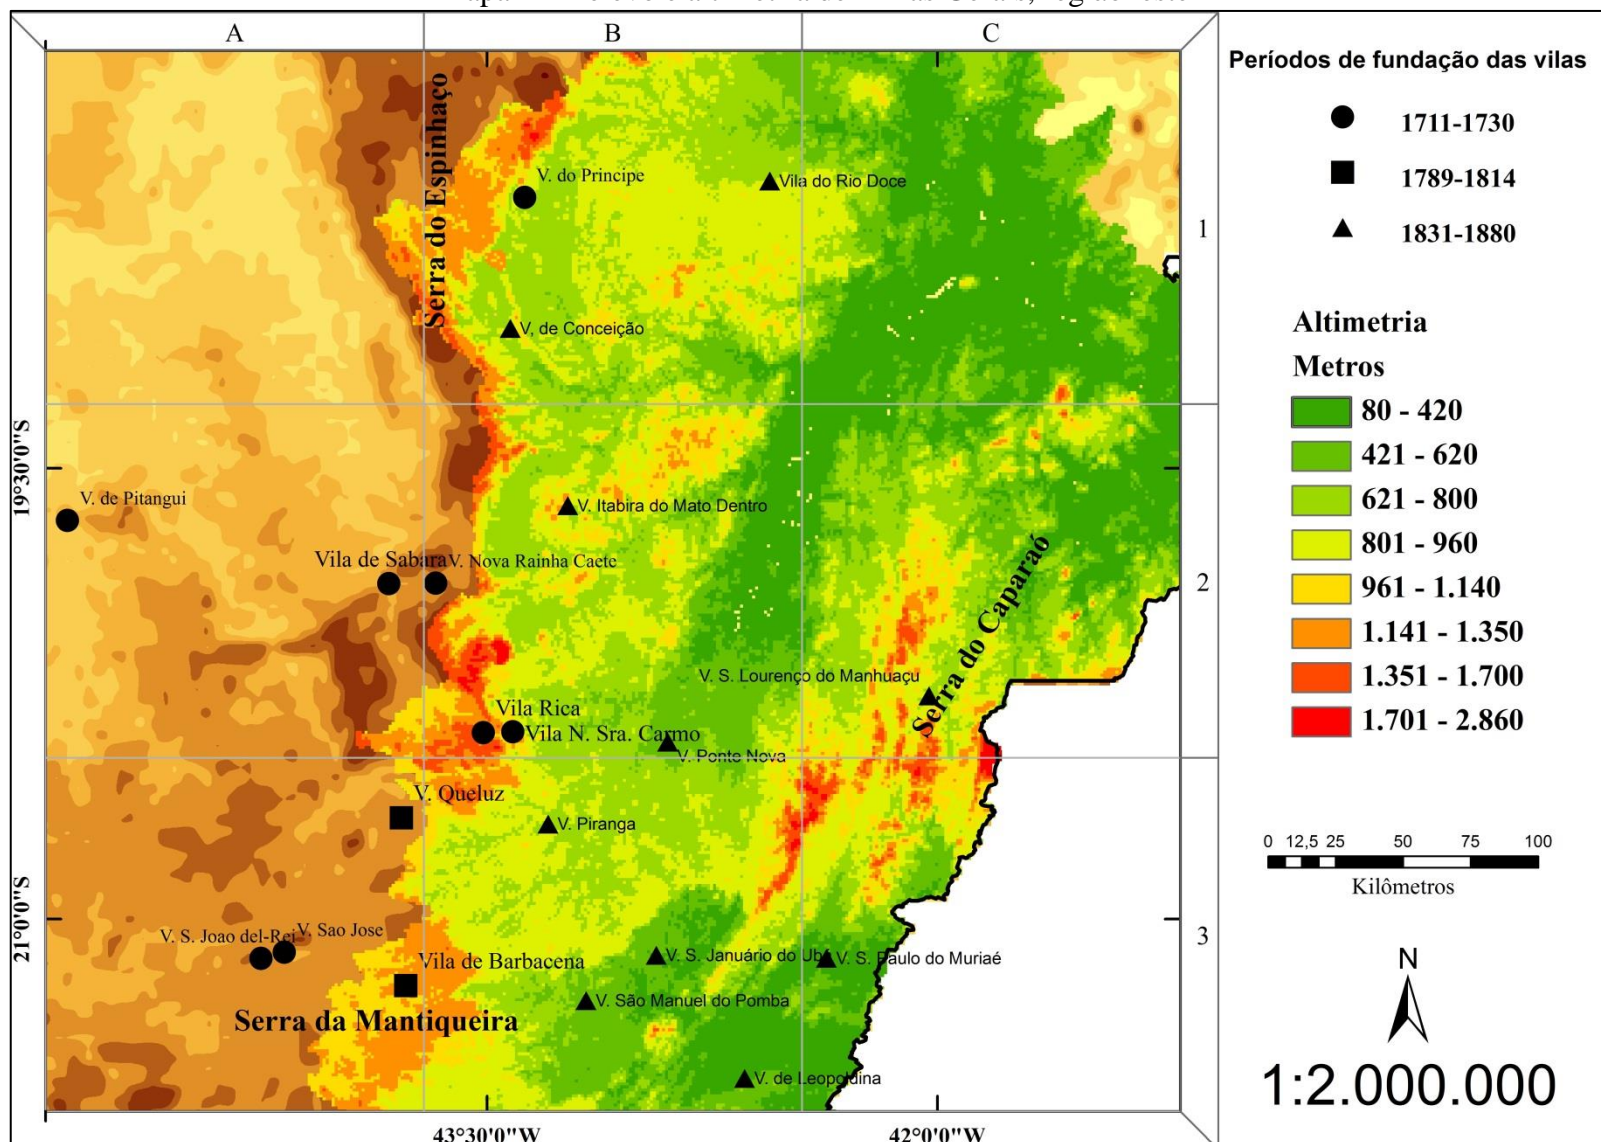 A B C
Períodos de fundação das vilas
1711-1730
1789-1814
1831-1880
1
2
3
Serra do Espinhaço
V. do Principe
Vila do Rio Doce
V, de Conceição
19°30'0"S
V. de Pitangui
V. Itabira do Mato Dentro
Vila de Sabara
V. Nova Rainha Caete
Serra do Caparaó
V. S. Lourenço do Manhuaçu
Vila Rica
Vila N. Sra. Carmo
V. Ponte Nova
V. Queluz
V. Piranga
21°0'0"S
V. S. Joao del-Rei
V. Sao Jose
Vila de Barbacena
V. S. Januário do Ubá
V. S. Paulo do Muriaé
V. São Manuel do Pomba
Serra da Mantiqueira
V. de Leopoldina
43°30'0"W
42°0'0"W
Altimetria
Metros
80 - 420
421 - 620
621 - 800
801 - 960
961 - 1.140
1.141 - 1.350
1.351 - 1.700
1.701 - 2.860
0 12,5 25 50 75 100
Kilômetros
N
1:2.000.000